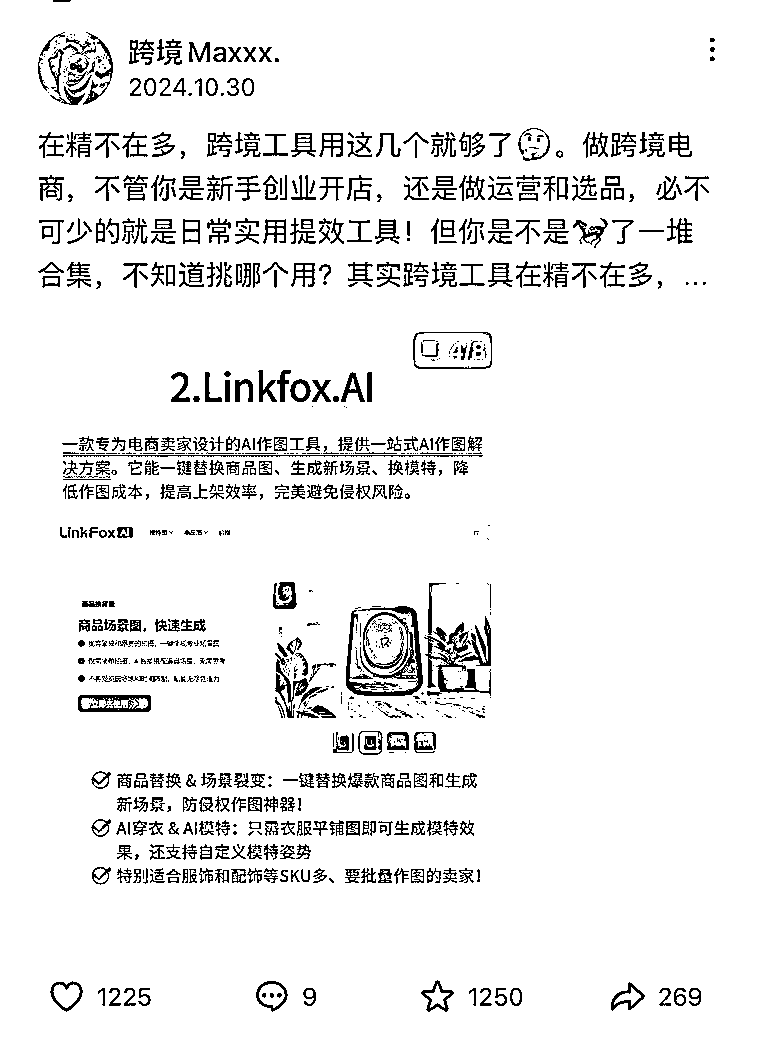 跨境Maxxx.
2024.10.30
在精不在多，跨境工具用这几个就够了🤔。做跨境电
商，不管你是新手创业开店，还是做运营和选品，必不
可少的就是日常实用提效工具！但你是不是🐎了一堆
合集，不知道挑哪个用？其实跨境工具在精不在多，...
4/8
2.Linkfox.AI
一款专为电商卖家设计的AI作图工具，提供一站式AI作图解
决方案。它能一键替换商品图、生成新场景、换模特，降
低作图成本，提高上架效率，完美避免侵权风险。
LinkFox AI
商品场景图，快速生成
商品替换 & 场景裂变：一键替换爆款商品图和生成
新场景，防侵权作图神器！
AI穿衣 & AI模特：只需衣服平铺图即可生成模特效
果，还支持自定义模特姿势
特别适合服饰和配饰等SKU多、要批量作图的卖家！
1225
9
1250
269